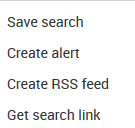 Save search
Create alert
Create RSS feed
Get search link